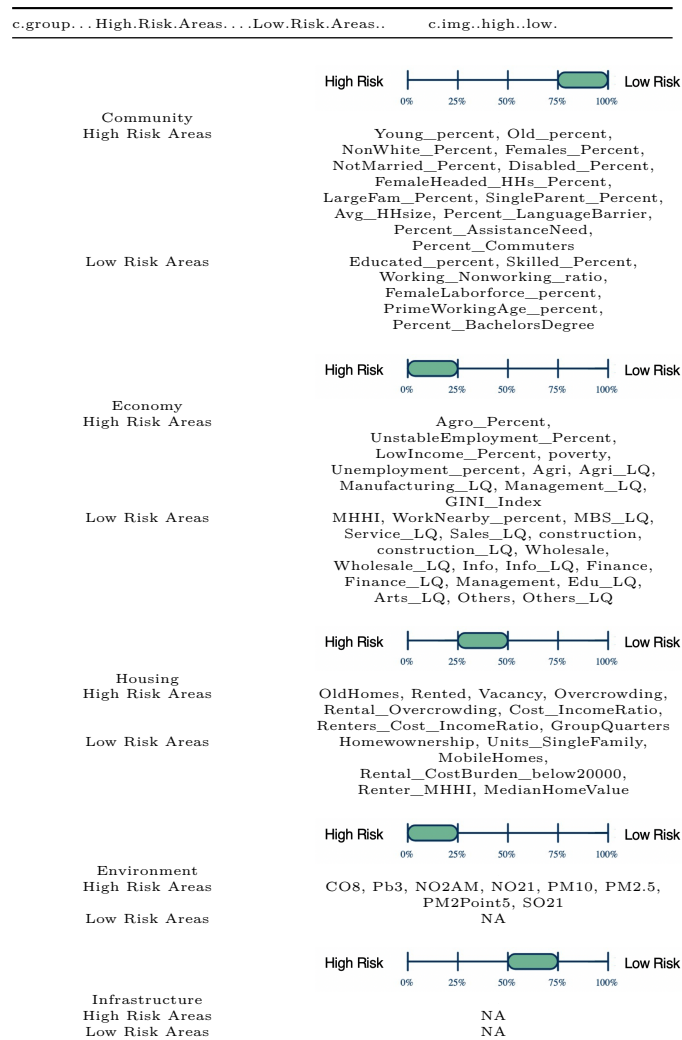 c.group...High.Risk.Areas....Low.Risk.Areas.. c.img..high..low.
High Risk Low Risk
0% 25% 50% 75% 100%
Community
High Risk Areas Young_percent, Old_percent,
NonWhite_Percent, Females_Percent,
NotMarried_Percent, Disabled_Percent,
FemaleHeaded_HHs_Percent,
LargeFam_Percent, SingleParent_Percent,
Avg_HHsize, Percent_LanguageBarrier,
Percent_AssistanceNeed,
Percent_Commuters
Low Risk Areas Educated_percent, Skilled_Percent,
Working_Nonworking_ratio,
FemaleLaborforce_percent,
PrimeWorkingAge_percent,
Percent_BachelorsDegree
High Risk Low Risk
0% 25% 50% 75% 100%
Economy
High Risk Areas Agro_Percent,
UnstableEmployment_Percent,
LowIncome_Percent, poverty,
Unemployment_percent, Agri, Agri_LQ,
Manufacturing_LQ, Management_LQ,
GINI_Index
Low Risk Areas MHHI, WorkNearby_percent, MBS_LQ,
Service_LQ, Sales_LQ, construction,
construction_LQ, Wholesale,
Wholesale_LQ, Info, Info_LQ, Finance,
Finance_LQ, Management, Edu_LQ,
Arts_LQ, Others, Others_LQ
High Risk Low Risk
0% 25% 50% 75% 100%
Housing
High Risk Areas OldHomes, Rented, Vacancy, Overcrowding,
Rental_Overcrowding, Cost_IncomeRatio,
Renters_Cost_IncomeRatio, GroupQuarters
Low Risk Areas Homewownership, Units_SingleFamily,
MobileHomes,
Rental_CostBurden_below20000,
Renter_MHHI, MedianHomeValue
High Risk Low Risk
0% 25% 50% 75% 100%
Environment
High Risk Areas CO8, Pb3, NO2AM, NO21, PM10, PM2.5,
PM2Point5, SO21
Low Risk Areas NA
High Risk Low Risk
0% 25% 50% 75% 100%
Infrastructure
High Risk Areas NA
Low Risk Areas NA